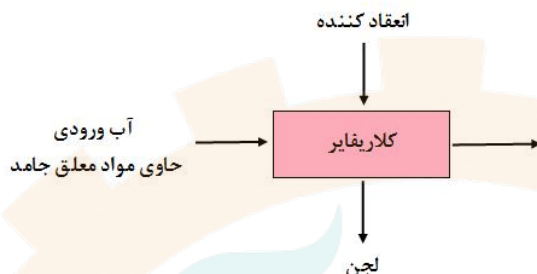 انعقاد کننده
آب ورودی
حاوی مواد معلق جامد
کلاریفایر
لجن